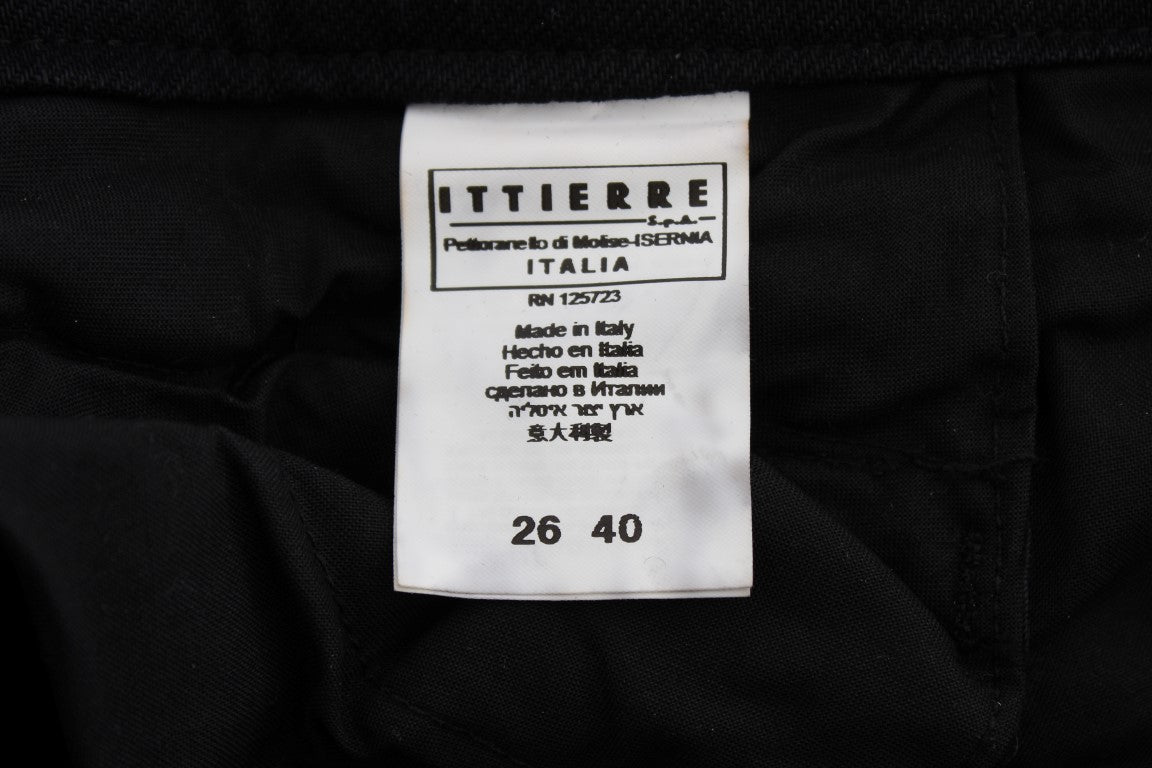 ITTIERRE
S.p.A.
Pettoranello di Molise-ISERNIA
ITALIA
RN 125723
Made in Italy
Hecho en Italia
Feito em Italia
сделано в Италии
ארץ יצור איטליה
意大利製
26 40